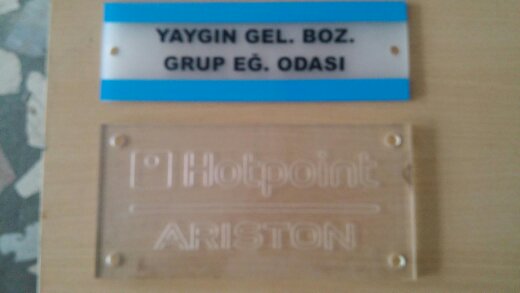 YAYGIN GEL. BOZ.
GRUP EĞ. ODASI
Hotpoint
ARISTON